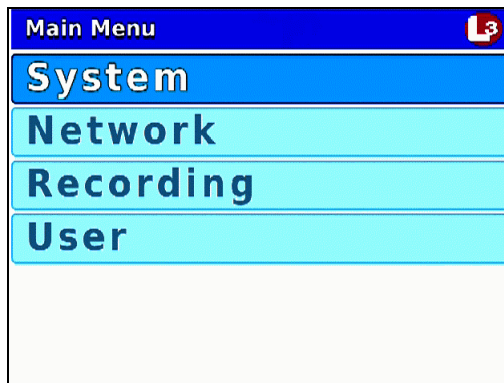 Main Menu
L3
System
Network
Recording
User